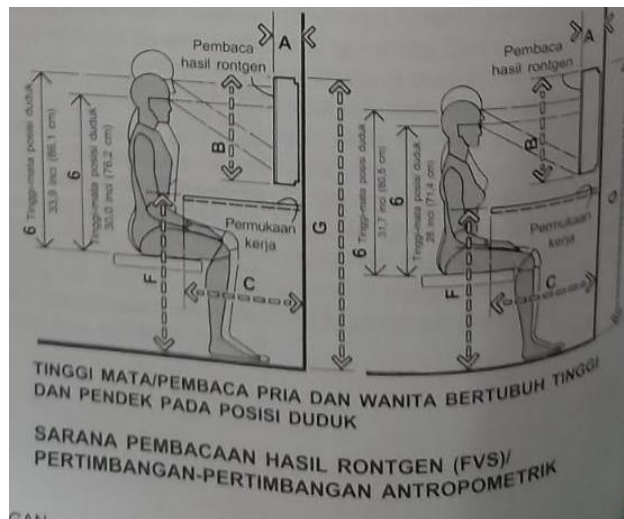 A
Pembaca
hasil rontgen
B
6 Tinggi-mata posisi duduk
33,9 inci (86,1 cm)
6
Tinggi-mata posisi duduk
30,0 inci (76,2 cm)
Permukaan
kerja
F
C
G
A
Pembaca
hasil rontgen
B
6 Tinggi-mata posisi duduk
31,7 inci (80,5 cm)
6
Tinggi-mata posisi duduk
28 inci (71,4 cm)
Permukaan
kerja
F
C
TINGGI MATA/PEMBACA PRIA DAN WANITA BERTUBUH TINGGI
DAN PENDEK PADA POSISI DUDUK
SARANA PEMBACAAN HASIL RONTGEN (FVS)/
PERTIMBANGAN-PERTIMBANGAN ANTROPOMETRIK